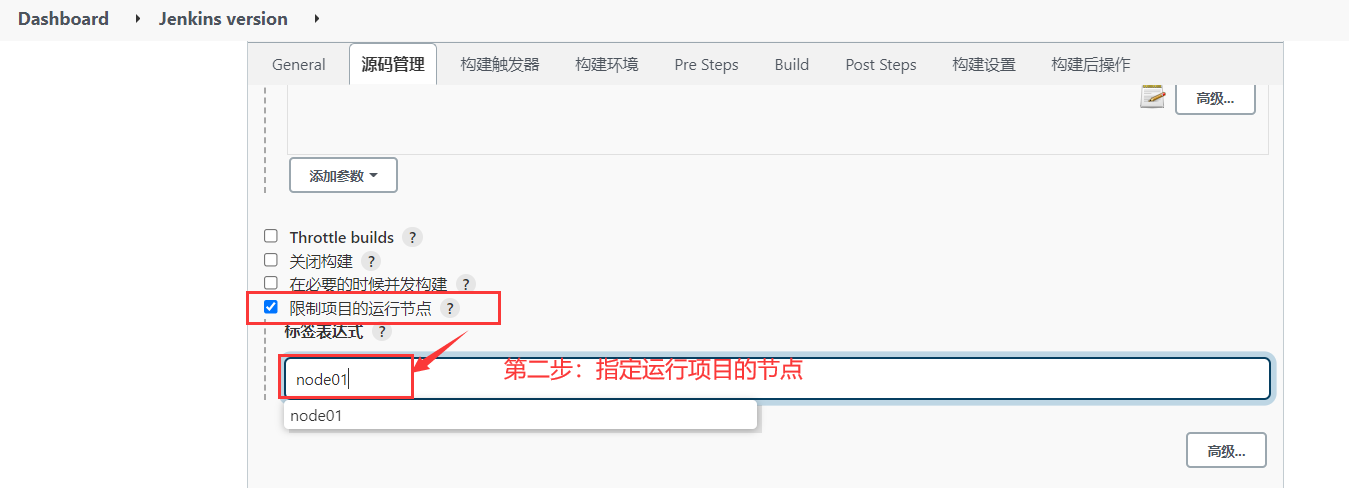 Dashboard Jenkins version
General 源码管理 构建触发器 构建环境 Pre Steps Build Post Steps 构建设置 构建后操作
高级...
添加参数
Throttle builds ?
关闭构建 ?
在必要的时候并发构建 ?
限制项目的运行节点 ?
标签表达式 ?
第二步：指定运行项目的节点
node01
node01
高级...